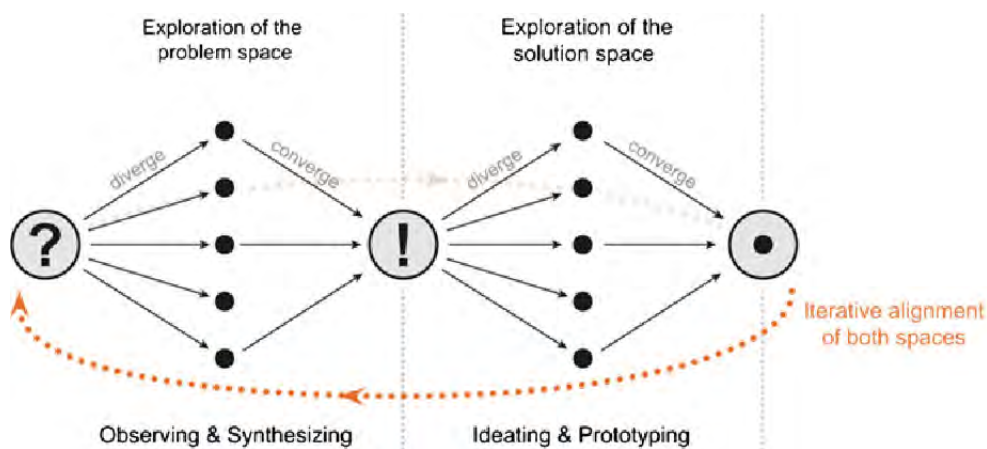 Exploration of the
problem space
Exploration of the
solution space
diverge
converge
diverge
converge
?
!
Iterative alignment
of both spaces
Observing & Synthesizing
Ideating & Prototyping